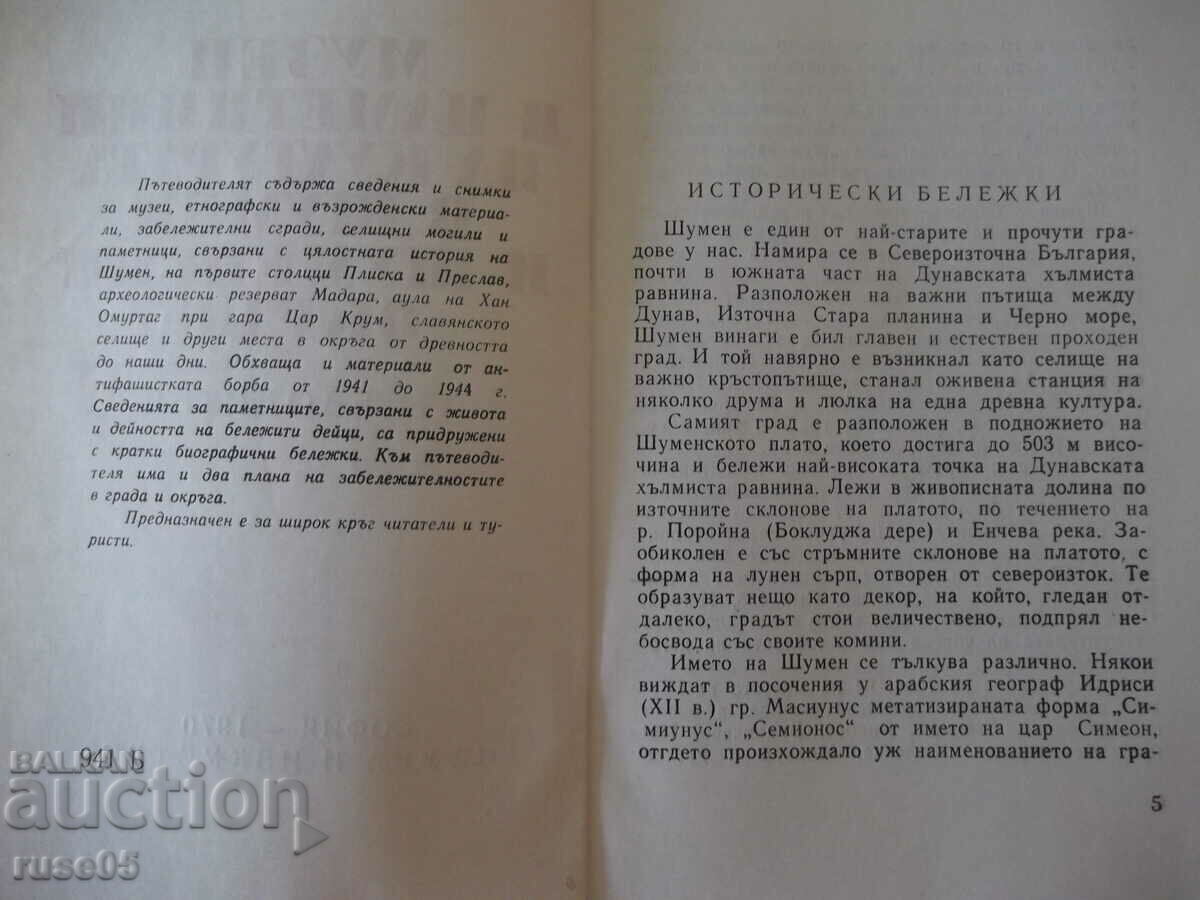 Пътеводителят съдържа сведения и снимки
за музеи, етнографски и възрожденски материа-
ли, забележителни сгради, селищни могили и
паметници, свързани с цялостната история на
Шумен, на първите столици Плиска и Преслав,
археологически резерват Мадара, аула на Хан
Омуртаг при гара Цар Крум, славянското
селище и други места в окръга от древността
до наши дни. Обхваща и материали от ан-
тифашистката борба от 1941 до 1944 г.
Сведенията за паметниците, свързани с живота
и дейността на бележити дейци, са придружени
с кратки биографични бележки. Към пътеводи-
теля има и два плана на забележителностите
в града и окръга.
Предназначен е за широк кръг читатели и ту-
ристи.
941
BALKAN
auction
ruse05
ИСТОРИЧЕСКИ БЕЛЕЖКИ
Шумен е един от най-старите и прочути гра-
дове у нас. Намира се в Североизточна България,
почти в южната част на Дунавската хълмиста
равнина. Разположен на важни пътища между
Дунав, Източна Стара планина и Черно море,
Шумен винаги е бил главен и естествен проходен
град. И той навярно е възникнал като селище на
важно кръстопътище, станал оживена станция на
няколко друма и люлка на една древна култура.
Самият град е разположен в подножието на
Шуменското плато, което достига до 503 м висо-
чина и бележи най-високата точка на Дунавската
хълмиста равнина. Лежи в живописната долина по
източните склонове на платото, по течението на
р. Поройна (Боклуджа дере) и Енчева река. За-
обиколен е със стръмните склонове на платото, с
форма на лунен сърп, отворен от североизток. Те
образуват нещо като декор, на който, гледан от-
далеко, градът стои величествено, подпрял не-
босвода със своите комини.
Името на Шумен се тълкува различно. Някои
виждат в посочения у арабския географ Идриси
(XII в.) гр. Масиунус метатизираната форма „Си-
миунус“, „Семионос“ от името на цар Симеон,
отгдето произхождало уж наименованието на гра-
5